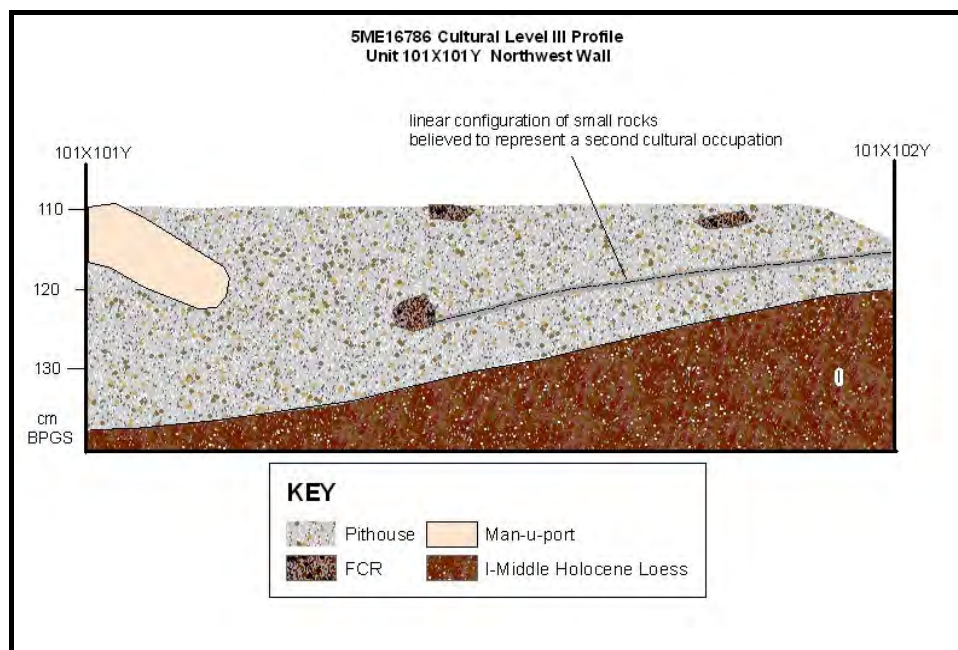 5ME16786 Cultural Level III Profile
Unit 101X101Y Northwest Wall
linear configuration of small rocks
believed to represent a second cultural occupation
101X101Y
101X102Y
110
120
130
cm
BPGS
I
KEY
Pithouse
Man-u-port
FCR
I-Middle Holocene Loess